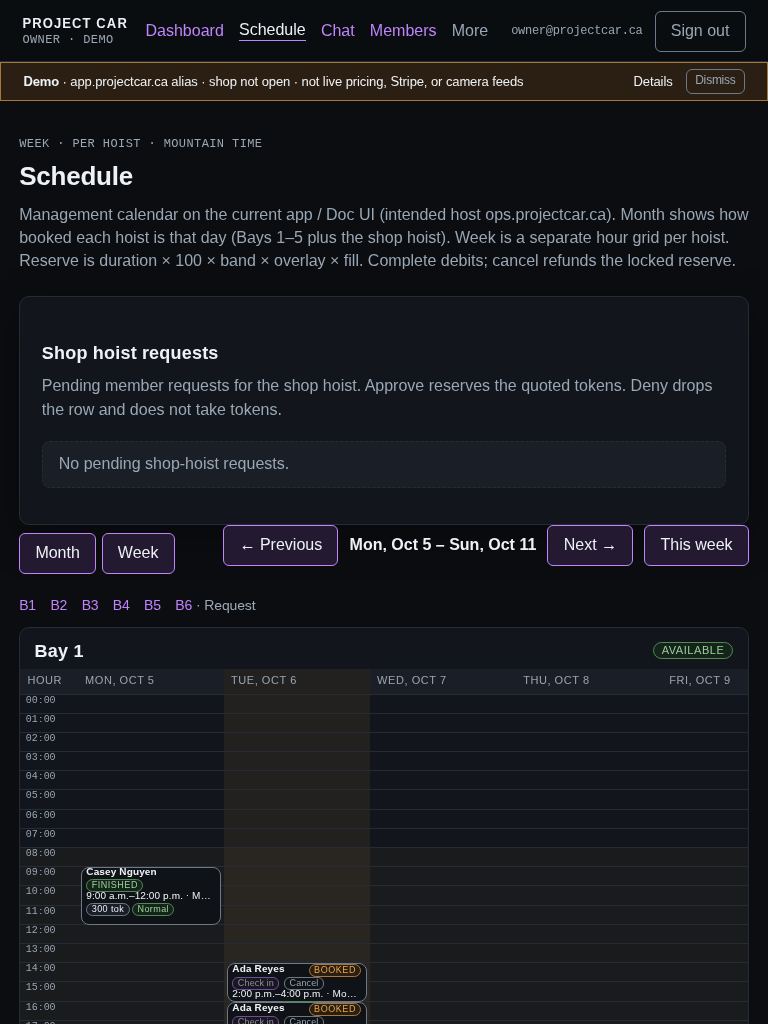 PROJECT CAR
OWNER · DEMO
Dashboard Schedule Chat Members More owner@projectcar.ca Sign out
Demo · app.projectcar.ca alias · shop not open · not live pricing, Stripe, or camera feeds Details Dismiss
WEEK · PER HOIST · MOUNTAIN TIME
Schedule
Management calendar on the current app / Doc UI (intended host ops.projectcar.ca). Month shows how
booked each hoist is that day (Bays 1–5 plus the shop hoist). Week is a separate hour grid per hoist.
Reserve is duration × 100 × band × overlay × fill. Complete debits; cancel refunds the locked reserve.
Shop hoist requests
Pending member requests for the shop hoist. Approve reserves the quoted tokens. Deny drops
the row and does not take tokens.
No pending shop-hoist requests.
Month Week ← Previous Mon, Oct 5 – Sun, Oct 11 Next → This week
B1 B2 B3 B4 B5 B6 · Request
Bay 1 AVAILABLE
HOUR MON, OCT 5 TUE, OCT 6 WED, OCT 7 THU, OCT 8 FRI, OCT 9
00:00
01:00
02:00
03:00
04:00
05:00
06:00
07:00
08:00
09:00 Casey Nguyen
FINISHED
10:00 9:00 a.m.–12:00 p.m. · M…
11:00 300 tok Normal
12:00
13:00
14:00 Ada Reyes BOOKED
Check in Cancel
15:00 2:00 p.m.–4:00 p.m. · Mo…
16:00 Ada Reyes BOOKED
Check in Cancel